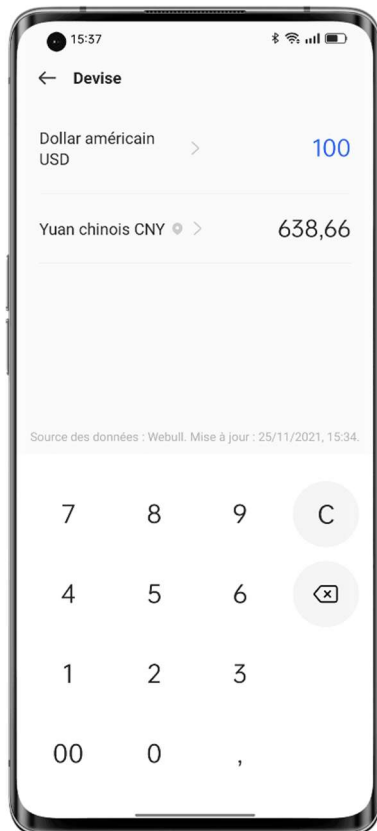 15:37
Devise
Dollar américain
USD
100
Yuan chinois CNY
638,66
Source des données : Webull. Mise à jour : 25/11/2021, 15:34.
7 8 9 C
4 5 6
1 2 3
00 0 ,